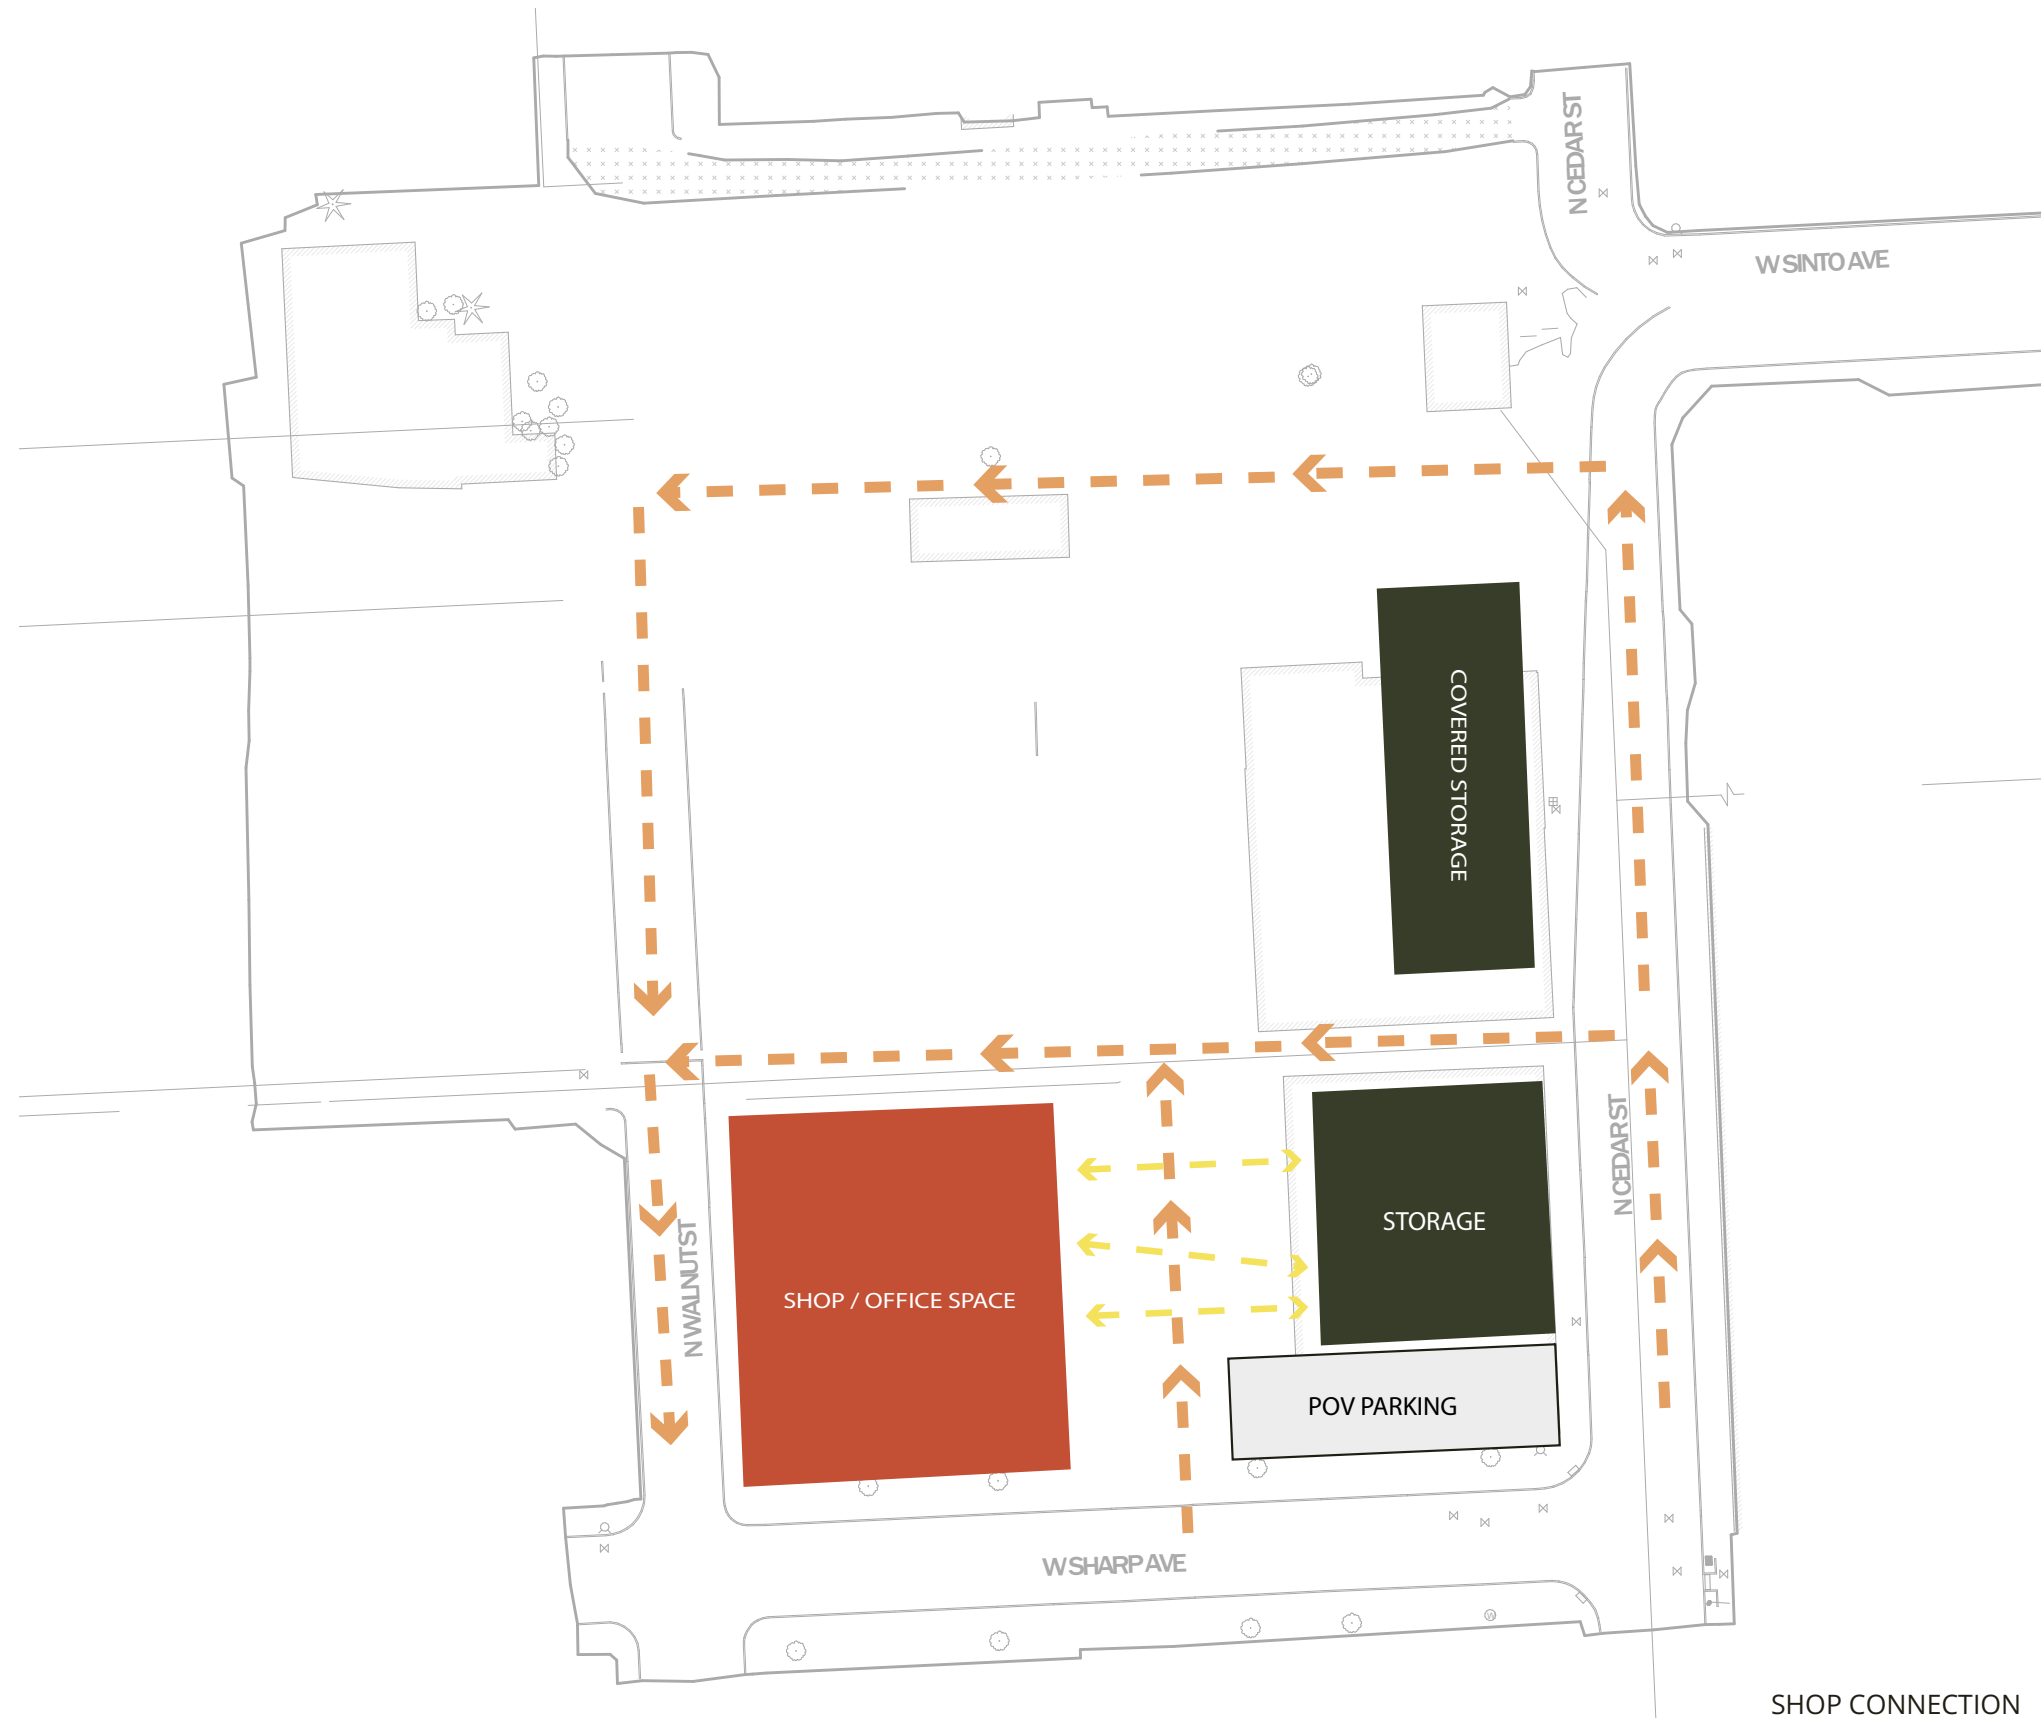 N CEDAR ST
W SINTO AVE
COVERED STORAGE
N CEDAR ST
STORAGE
N WALNUT ST
SHOP / OFFICE SPACE
POV PARKING
W SHARP AVE
W
SHOP CONNECTION